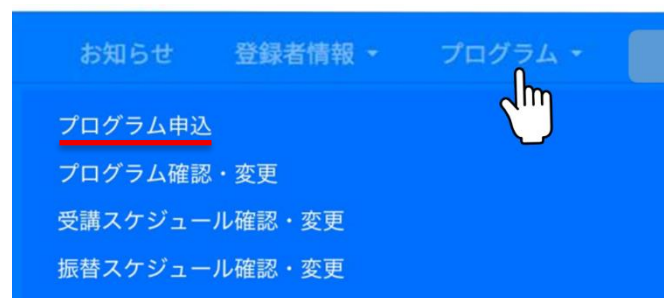 お知らせ 登録者情報 プログラム
プログラム申込
プログラム確認・変更
受講スケジュール確認・変更
振替スケジュール確認・変更